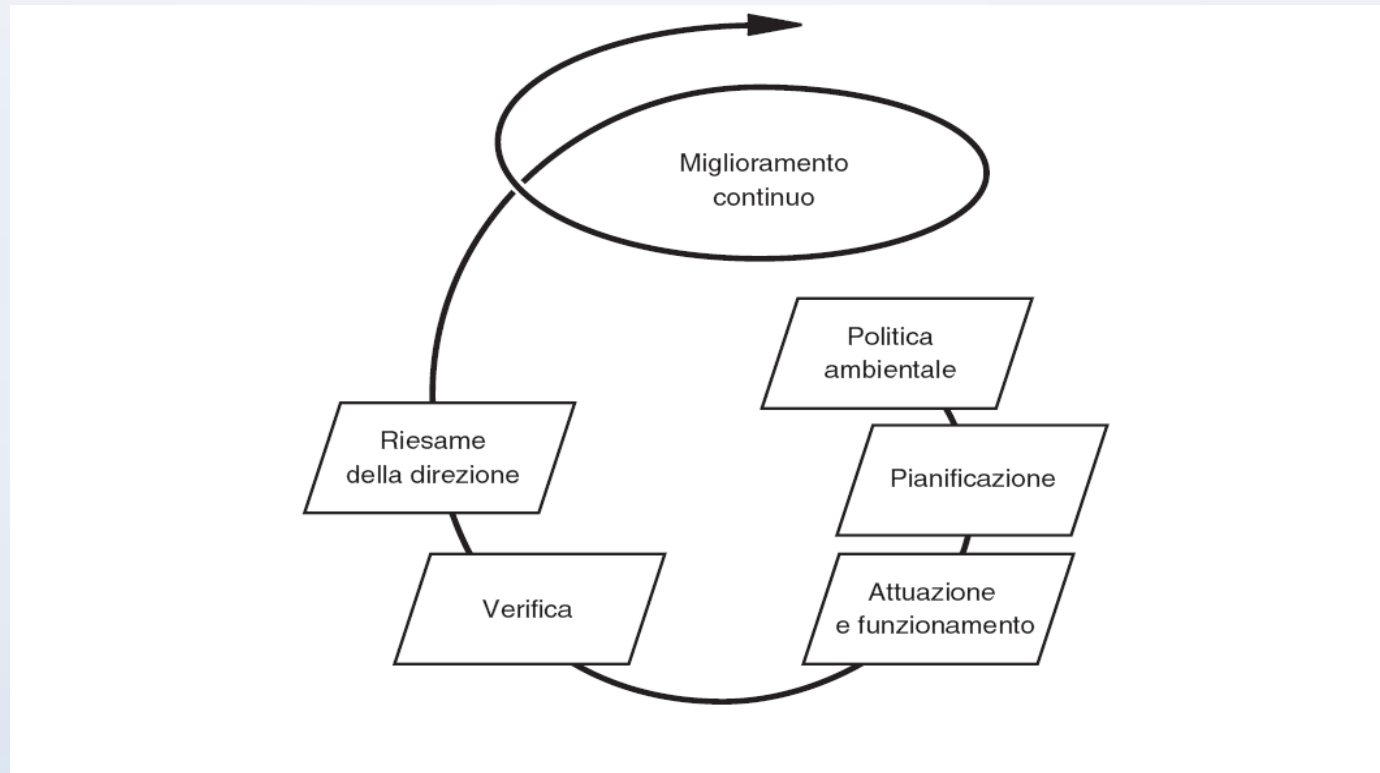 Miglioramento
continuo
Politica
ambientale
Pianificazione
Attuazione
e funzionamento
Verifica
Riesame
della direzione